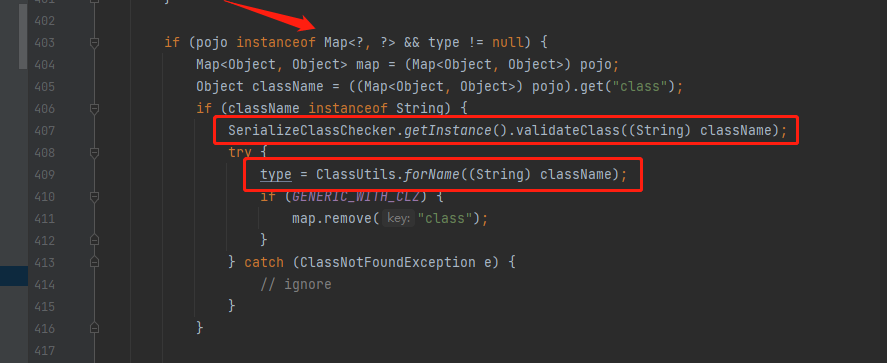 401 }
402
403 if (pojo instanceof Map<?, ?> && type != null) {
404 Map<Object, Object> map = (Map<Object, Object>) pojo;
405 Object className = ((Map<Object, Object>) pojo).get("class");
406 if (className instanceof String) {
407 SerializeClassChecker.getInstance().validateClass((String) className);
408 try {
409 type = ClassUtils.forName((String) className);
410 if (GENERIC_WITH_CLZ) {
411 map.remove( key: "class");
412 }
413 } catch (ClassNotFoundException e) {
414 // ignore
415 }
416 }
417